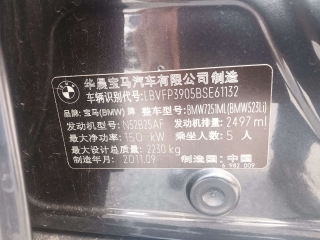 华晨宝马汽车有限公司 制造
车辆识别代号:LBVFP3905BSE61132
品牌:宝马(BMW) 牌 整车型号:BMW7251ML(BMW523Li)
发动机型号:N52B25AF 发动机排量:2497 ml
最大净功率:150 kW 乘坐人数:5 人
最大设计总质量:2230 kg
制造年月:2011.09 制造国:中国
6 982 009